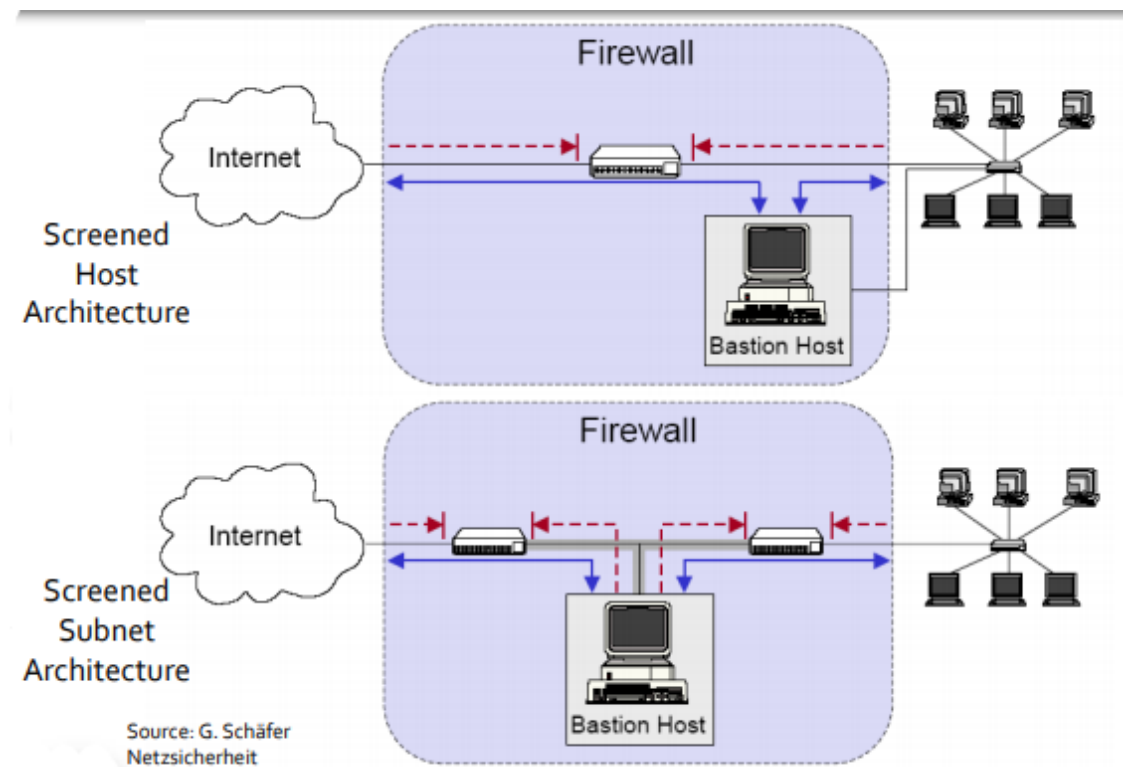 Firewall
Internet
Screened
Host
Architecture
Bastion Host
Firewall
Internet
Screened
Subnet
Architecture
Bastion Host
Source: G. Schäfer
Netzsicherheit